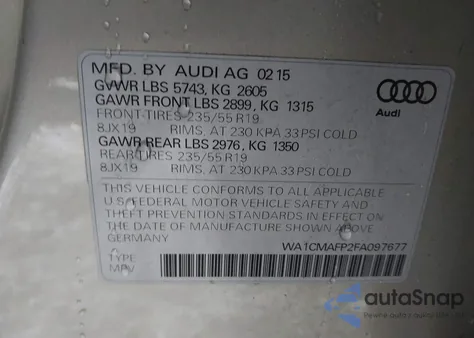 MFD. BY AUDI AG 02 15
GVWR LBS 5743, KG 2605
GAWR FRONT LBS 2899, KG 1315
FRONT-TIRES-235/55 R19
8JX19 RIMS, AT 230 KPA 33 PSI COLD
GAWR REAR LBS 2976, KG 1350
REAR TIRES 235/55 R19
8JX19 RIMS, AT 230 KPA 33 PSI COLD
Audi
THIS VEHICLE CONFORMS TO ALL APPLICABLE
U.S. FEDERAL MOTOR VEHICLE SAFETY AND
THEFT PREVENTION STANDARDS IN EFFECT ON
THE DATE OF MANUFACTURE SHOWN ABOVE.
GERMANY
WA1CMAFP2FA097677
TYPE
MPV
autoSnap